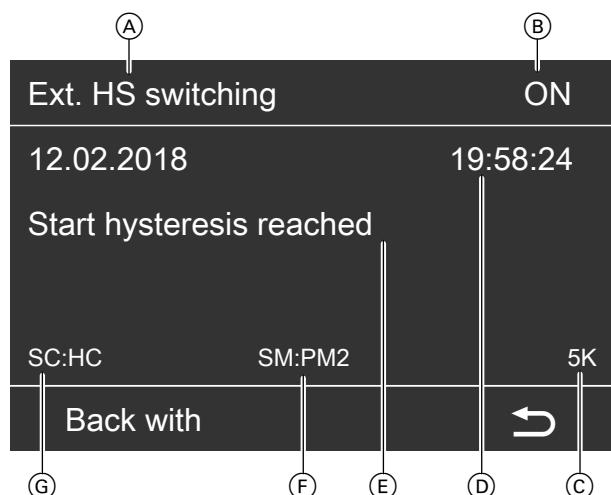 Ⓐ Ⓑ
Ext. HS switching ON
12.02.2018 19:58:24
Start hysteresis reached
SC:HC SM:PM2 5K
Back with
Ⓖ Ⓕ Ⓔ Ⓓ Ⓒ